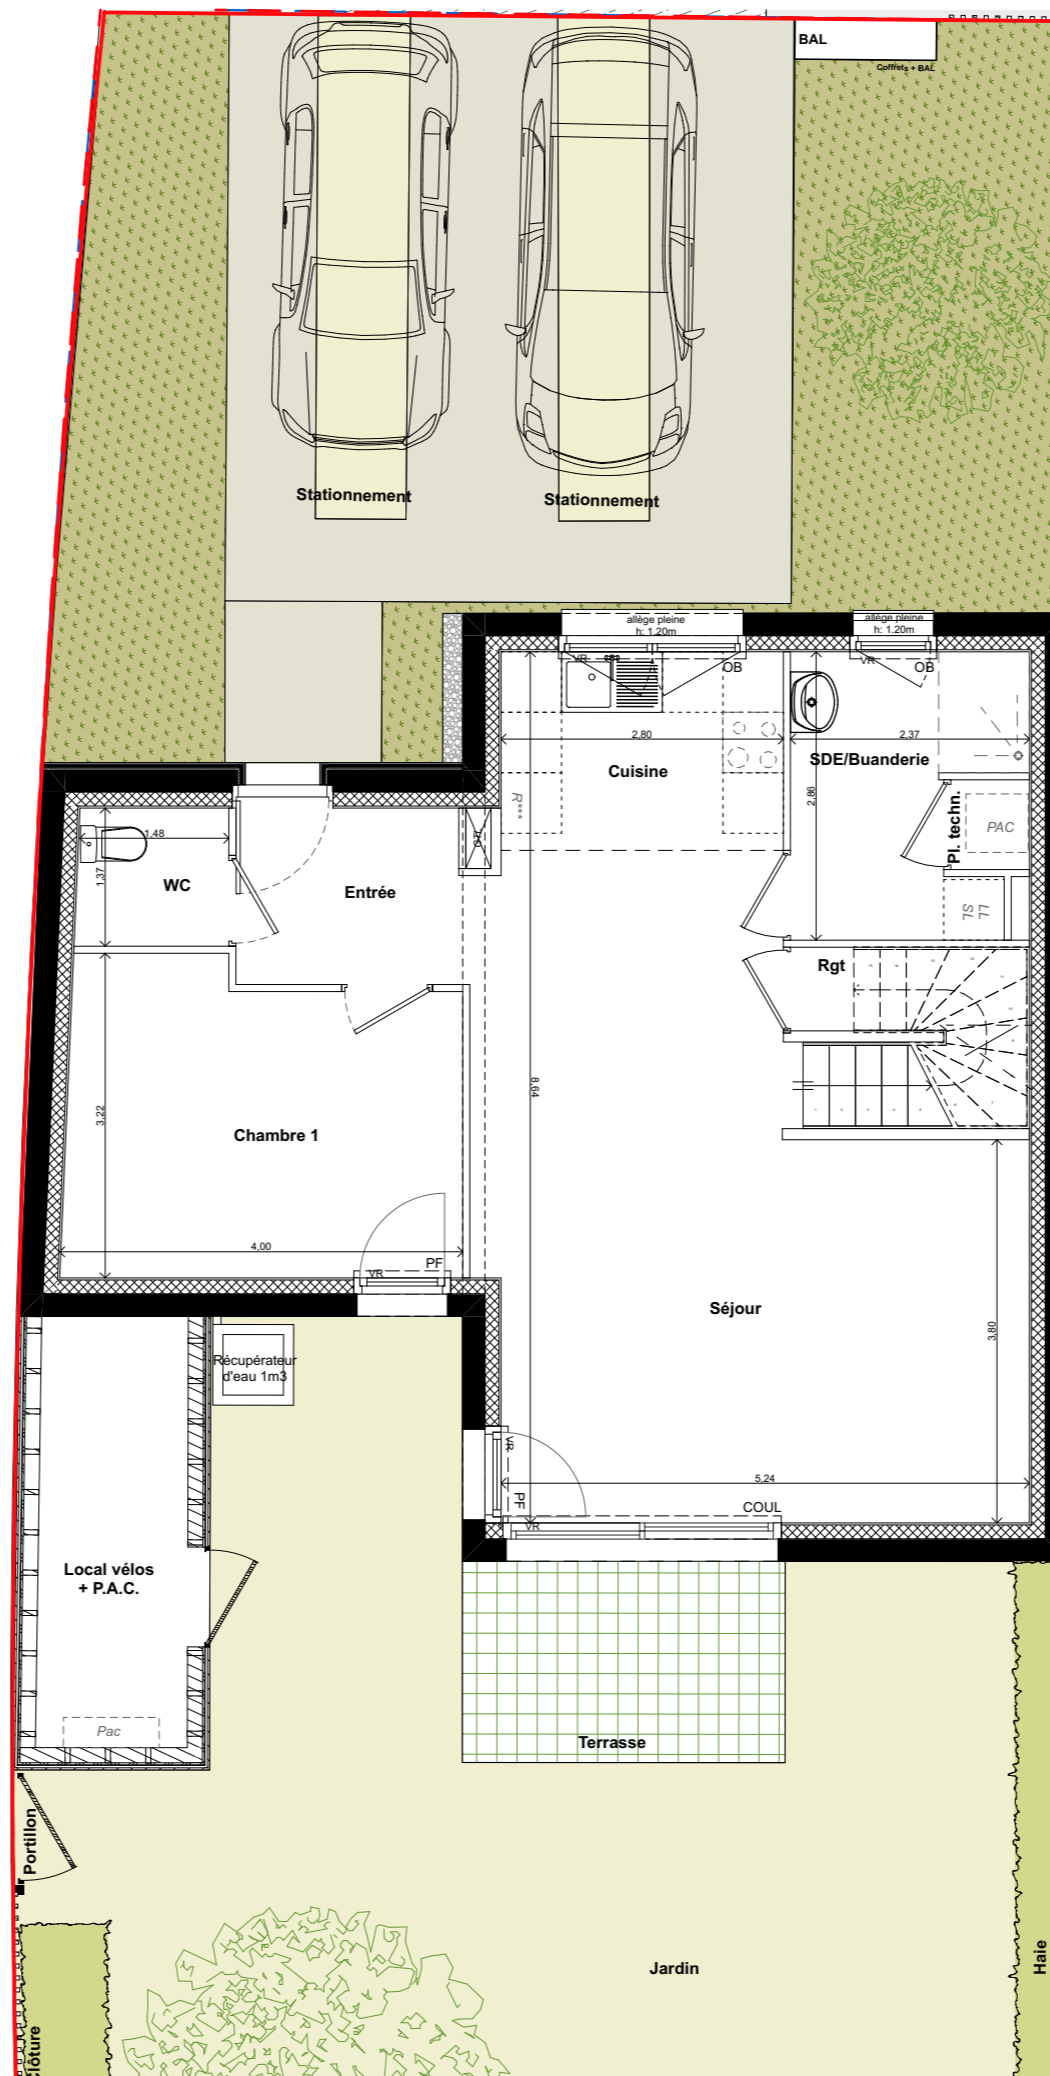 BAL
Coffrets + BAL
Stationnement
Stationnement
allège pleine
h: 1.20m
allège pleine
h: 1.20m
VR
OB
VR
OB
2,80
2,37
Cuisine
SDE/Buanderie
R***
2,86
Pl. techn.
PAC
GTL
1,48
1,37
WC
Entrée
LL
SL
Rgt
8,64
3,22
Chambre 1
4,00
PF
VR
Séjour
3,80
Récupérateur
d'eau 1m3
VR
PF
5,24
COUL
VR
Local vélos
+ P.A.C.
Pac
Terrasse
Portillon
Jardin
Haie
clôture